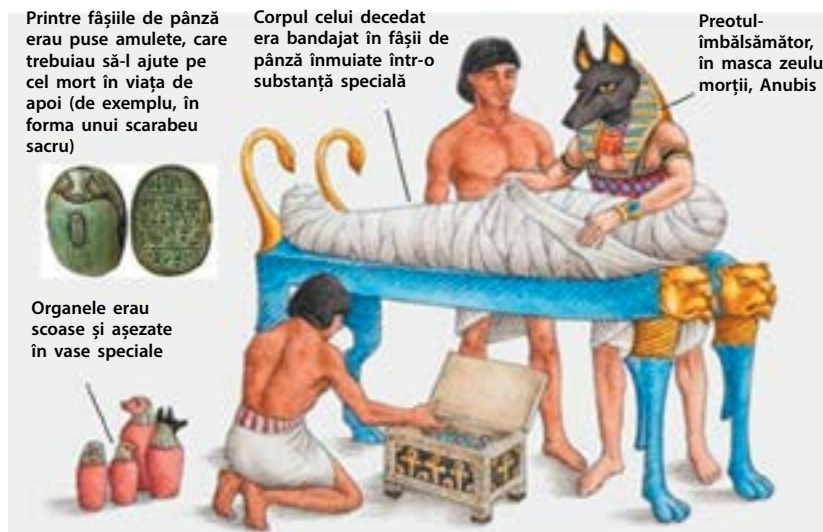 Printre fâșiile de pânză
erau puse amulete, care
trebuiau să-l ajute pe
cel mort în viața de
apoi (de exemplu, în
forma unui scarabeu
sacru)
Corpul celui decedat
era bandajat în fâșii de
pânză înmuiate într-o
substanță specială
Preotul-
îmbălsămător,
în masca zeulu
morții, Anubis
Organele erau
scoase și așezate
în vase speciale